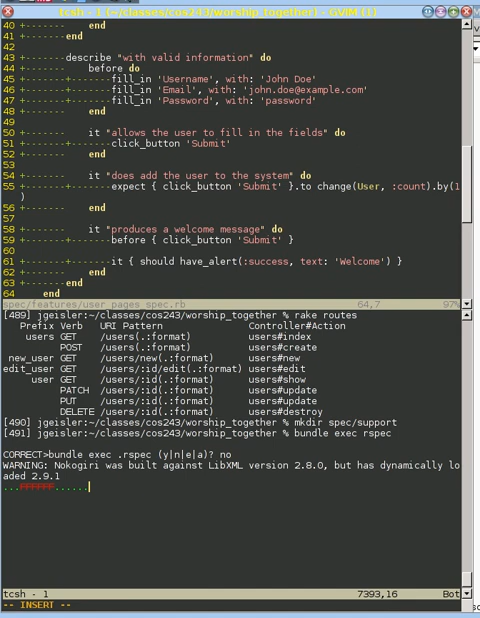 tcsh - 1 (~/classes/cos243/worship_together) - GVIM (1)
40 +------- end
41 +-------end
42
43 +-------describe "with valid information" do
44 +------- before do
45 +-------+-------fill_in 'Username', with: 'John Doe'
46 +-------+-------fill_in 'Email', with: 'john.doe@example.com'
47 +-------+-------fill_in 'Password', with: 'password'
48 +------- end
49
50 +------- it "allows the user to fill in the fields" do
51 +-------+-------click_button 'Submit'
52 +------- end
53
54 +------- it "does add the user to the system" do
55 +-------+-------expect { click_button 'Submit' }.to change(User, :count).by(1
)
56 +------- end
57
58 +------- it "produces a welcome message" do
59 +-------+-------before { click_button 'Submit' }
60
61 +-------+-------it { should have_alert(:success, text: 'Welcome') }
62 +------- end
63 +-------end
64 end
spec/features/user_pages_spec.rb 64,7 97%
[489] jgeisler:~/classes/cos243/worship_together % rake routes
Prefix Verb URI Pattern Controller#Action
users GET /users(.:format) users#index
POST /users(.:format) users#create
new_user GET /users/new(.:format) users#new
edit_user GET /users/:id/edit(.:format) users#edit
user GET /users/:id(.:format) users#show
PATCH /users/:id(.:format) users#update
PUT /users/:id(.:format) users#update
DELETE /users/:id(.:format) users#destroy
[490] jgeisler:~/classes/cos243/worship_together % mkdir spec/support
[491] jgeisler:~/classes/cos243/worship_together % bundle exec rspec
CORRECT>bundle exec .rspec (y|n|e|a)? no
WARNING: Nokogiri was built against LibXML version 2.8.0, but has dynamically lo
aded 2.9.1
...FFFFFF......
tcsh - 1 7393,16 Bot
-- INSERT --